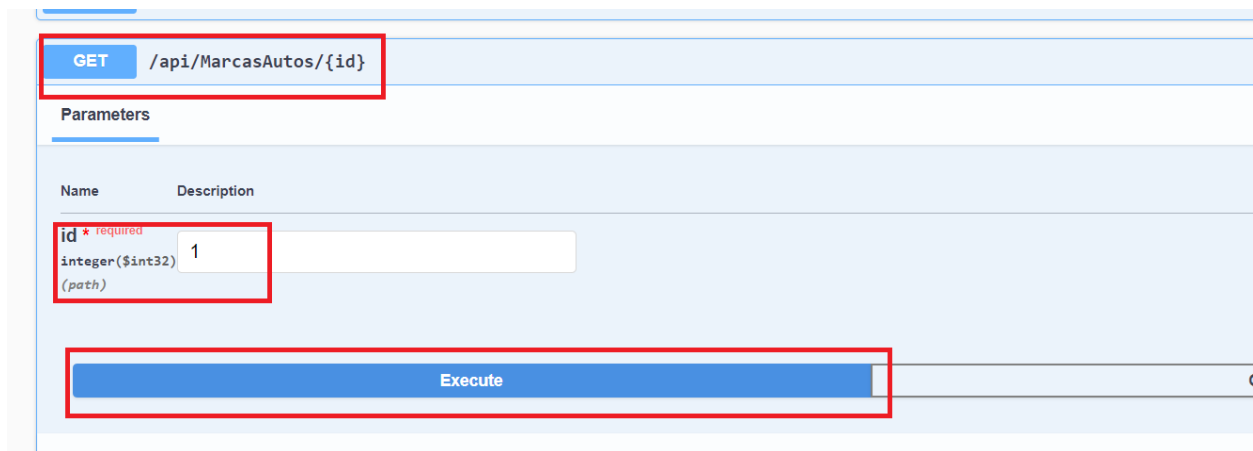 GET /api/MarcasAutos/{id}
Parameters
Name Description
id * required
1
integer($int32)
(path)
Execute